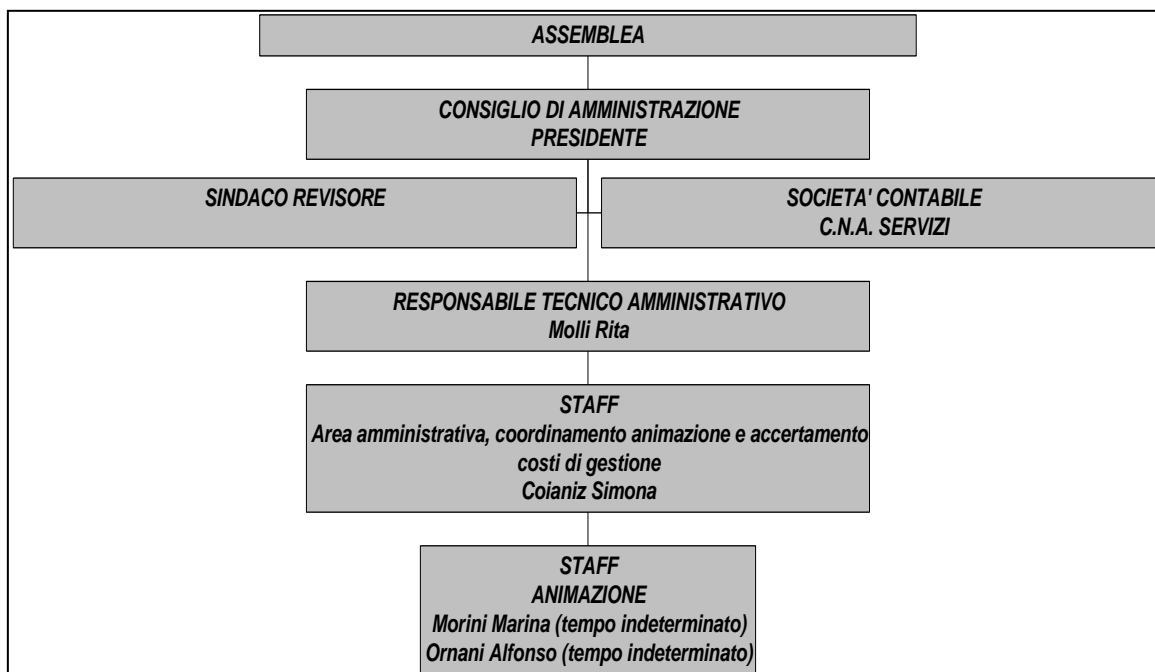 ASSEMBLEA
CONSIGLIO DI AMMINISTRAZIONE
PRESIDENTE
SINDACO REVISORE
SOCIETA' CONTABILE
C.N.A. SERVIZI
RESPONSABILE TECNICO AMMINISTRATIVO
Molli Rita
STAFF
Area amministrativa, coordinamento animazione e accertamento
costi di gestione
Coianiz Simona
STAFF
ANIMAZIONE
Morini Marina (tempo indeterminato)
Ornani Alfonso (tempo indeterminato)